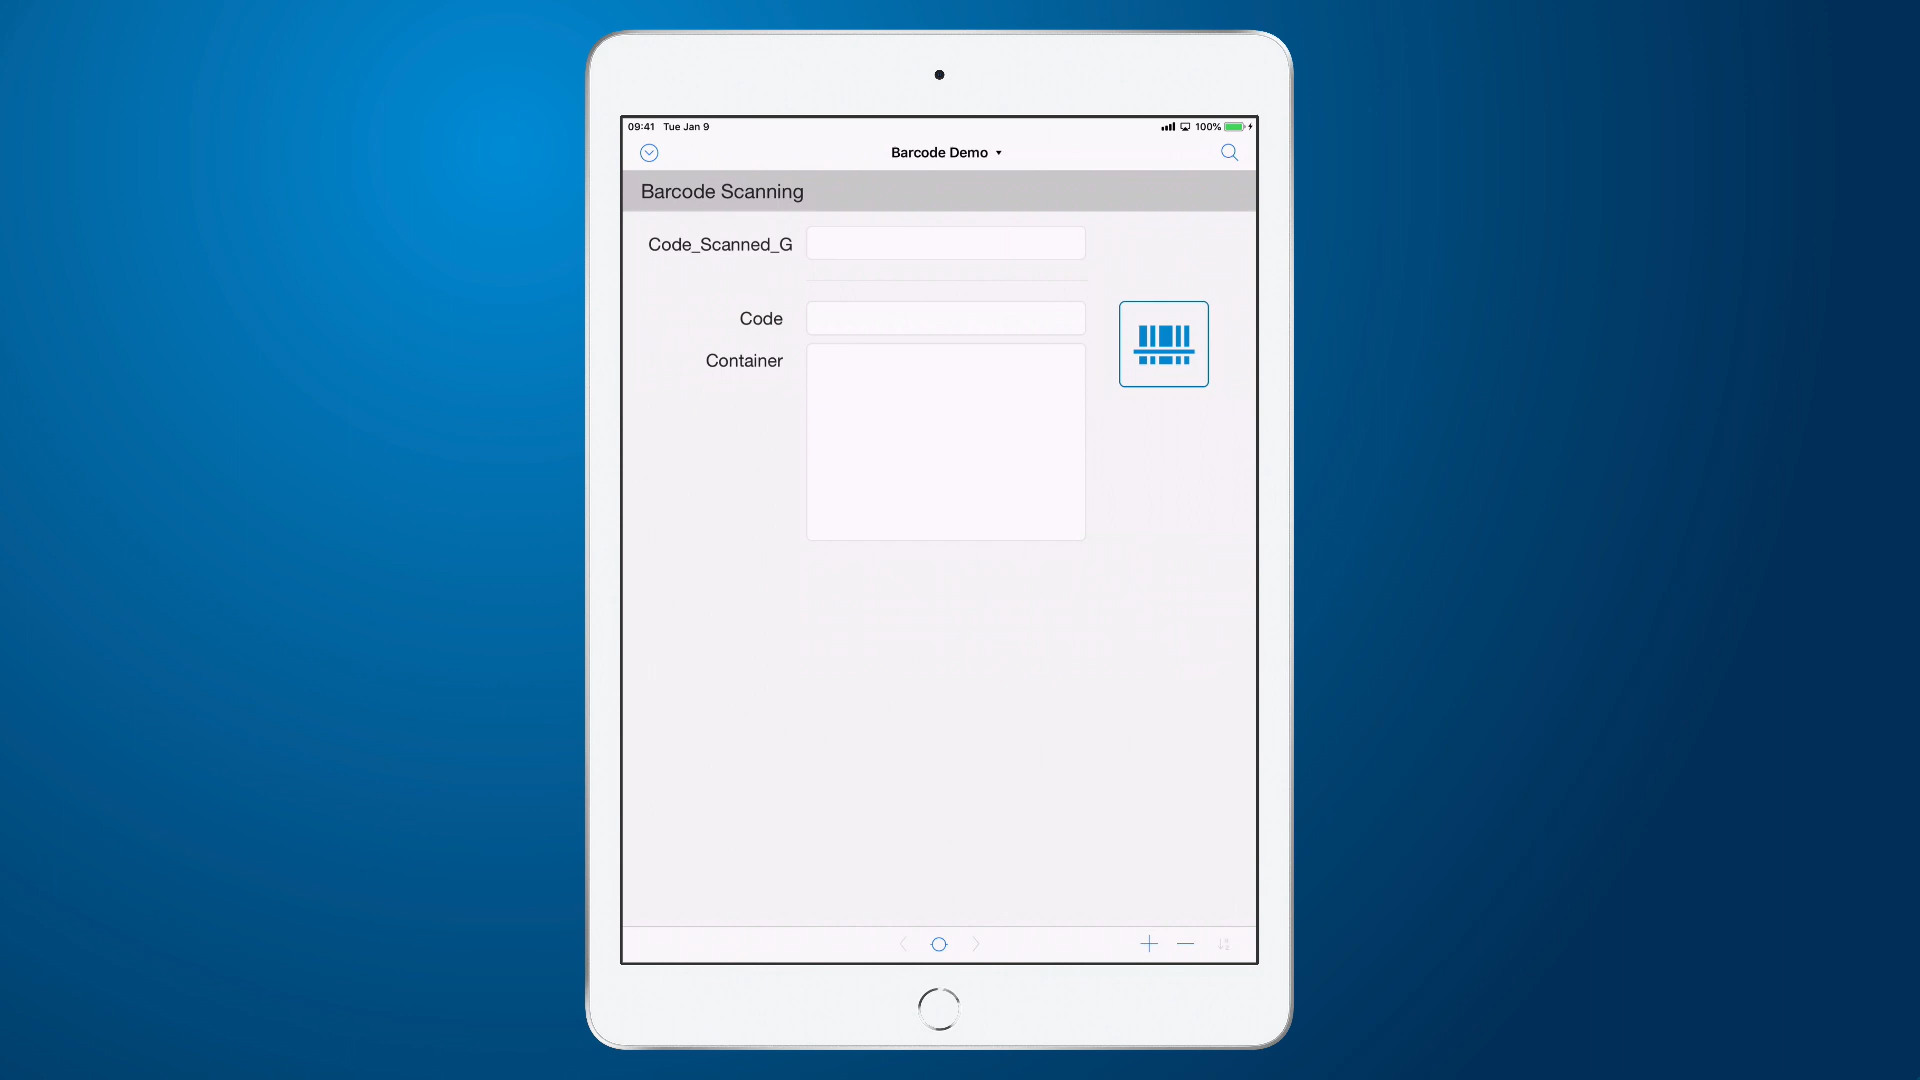 09:41 Tue Jan 9 100%
Barcode Demo
Barcode Scanning
Code_Scanned_G
Code
Container